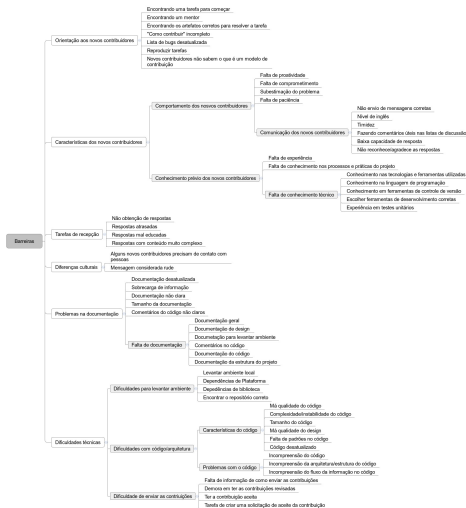 Barreiras
Orientação aos novos contribuidores
Encontrando uma tarefa para começar
Encontrando um mentor
Encontrando os artefatos corretos para resolver a tarefa
"Como contribuir" incompleto
Lista de bugs desatualizada
Reproduzir tarefas
Novos contribuidores não sabem o que é um modelo de
contribuição
Características dos novos contribuidores
Comportamento dos novos contribuidores
Falta de proatividade
Falta de comprometimento
Subestimação do problema
Falta de paciência
Comunicação dos novos contribuidores
Não envio de mensagens corretas
Nível de inglês
Timidez
Fazendo comentários úteis nas listas de discussão
Baixa capacidade de resposta
Não reconhece/agradece as respostas
Conhecimento prévio dos novos contribuidores
Falta de experiência
Falta de conhecimento nos processos e práticas do projeto
Falta de conhecimento técnico
Conhecimento nas tecnologias e ferramentas utilizadas
Conhecimento na linguagem de programação
Conhecimento em ferramentas de controle de versão
Escolher ferramentas de desenvolvimento corretas
Experiência em testes unitários
Tarefas de recepção
Não obtenção de respostas
Respostas atrasadas
Respostas mal educadas
Respostas com conteúdo muito complexo
Diferenças culturais
Alguns novos contribuidores precisam de contato com
pessoas
Mensagem considerada rude
Problemas na documentação
Documentação desatualizada
Sobrecarga de informação
Documentação não clara
Tamanho da documentação
Comentários do código não claros
Falta de documentação
Documentação geral
Documentação de design
Documetação para levantar ambiente
Comentários no código
Documentação do código
Documentação da estrutura do projeto
Dificuldades técnicas
Dificuldades para levantar ambiente
Levantar ambiente local
Dependências de Plataforma
Depedências de biblioteca
Encontrar o repositório correto
Dificuldades com código/arquitetura
Características do código
Má qualidade do código
Complexidade/instabilidade do código
Tamanho do código
Má qualidade do design
Falta de padrões no código
Código desatualizado
Problemas com o código
Incompreensão do código
Incompreensão da arquitetura/estrutura do código
Incompreensão do fluxo da informação no código
Dificuldade de enviar as contriuições
Falta de informação de como enviar as contribuições
Demora em ter as contribuições revisadas
Ter a contribuição aceita
Tarefa de criar uma solicitação de aceite da contribuição